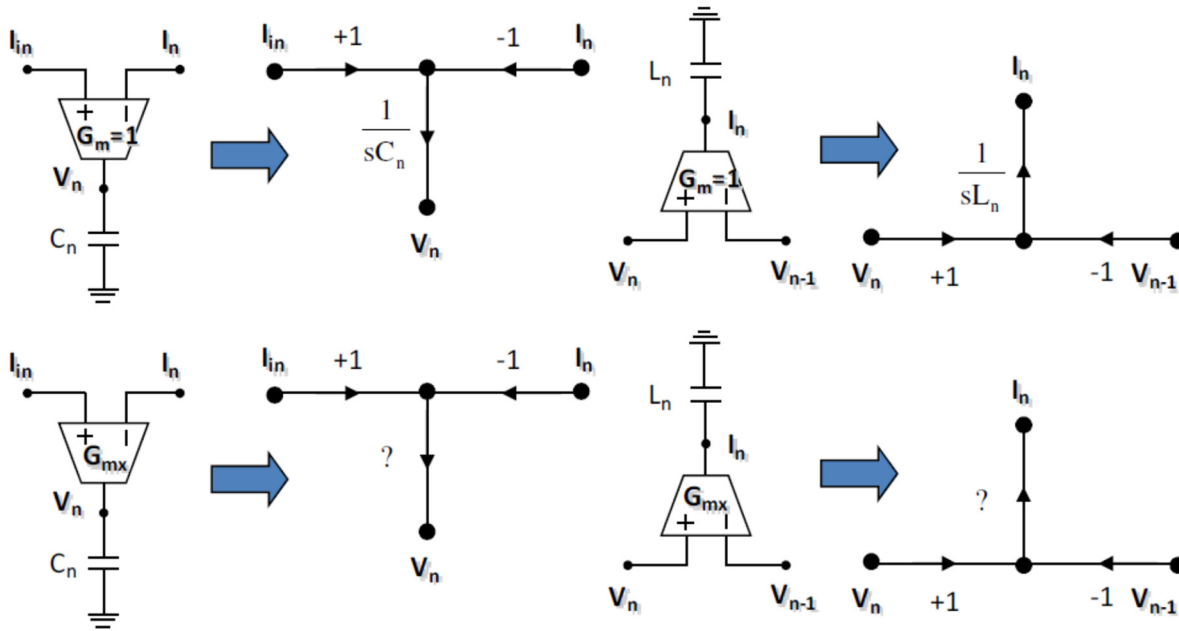 Iin In Iin +1 -1 In
Ln In
+ − Gm=1 1/sCn In Gm=1 1/sLn
Vn + −
Cn Vn Vn Vn-1 Vn +1 -1 Vn-1
Iin In Iin +1 -1 In
Ln In
+ − Gmx ? In Gmx ?
Vn + −
Cn Vn Vn Vn-1 Vn +1 -1 Vn-1